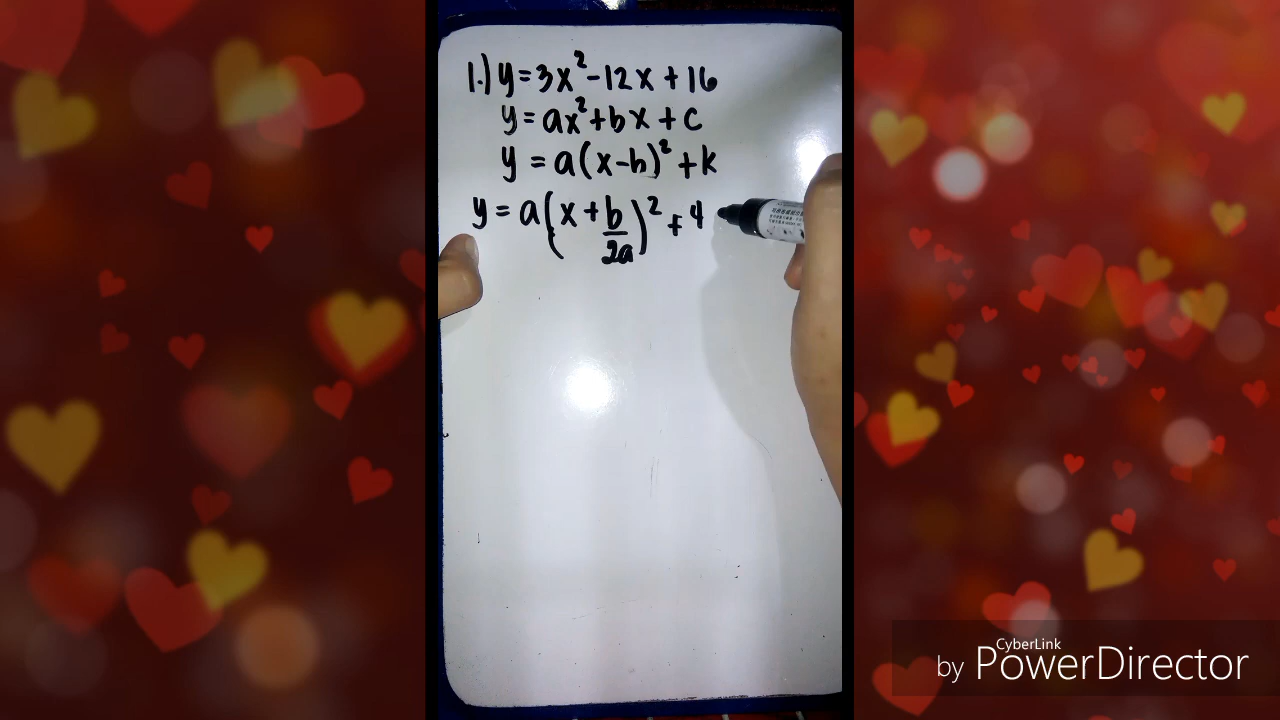 1.) y=3x²-12x+16
y=ax²+bx+c
y=a(x-h)²+k
y=a(x+b/2a)²+4
CyberLink
by PowerDirector